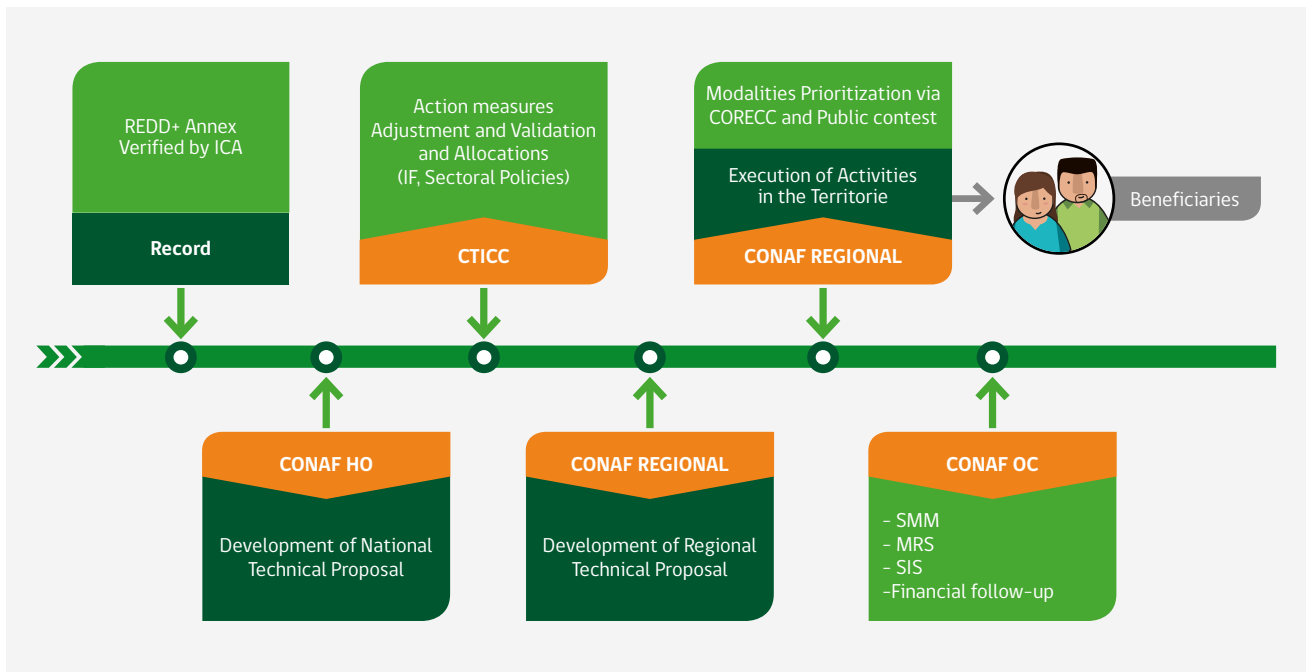 REDD+ Annex
Verified by ICA
Record
Action measures
Adjustment and Validation
and Allocations
(IF, Sectoral Policies)
CTICC
Modalities Prioritization via
CORECC and Public contest
Execution of Activities
in the Territorie
CONAF REGIONAL
Beneficiaries
CONAF HO
Development of National
Technical Proposal
CONAF REGIONAL
Development of Regional
Technical Proposal
CONAF OC
- SMM
- MRS
- SIS
-Financial follow-up